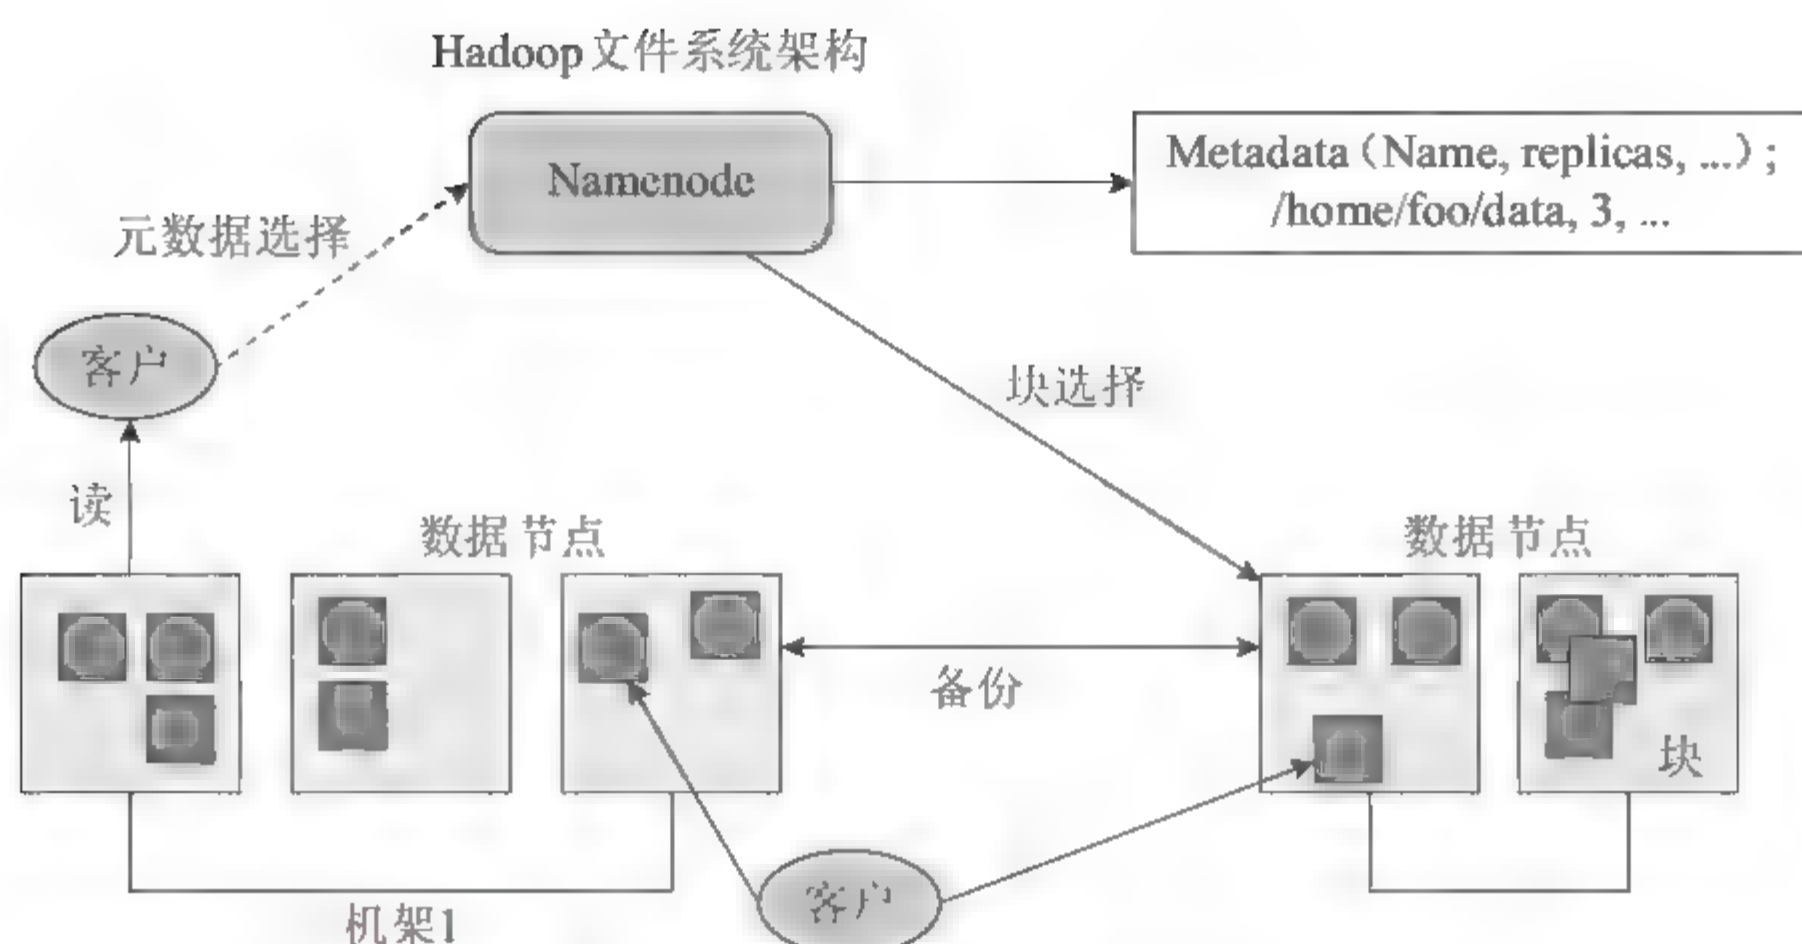 Hadoop文件系统架构
Namenode
Metadata（Name, replicas, ...）;
/home/foo/data, 3, ...
元数据选择
客户
块选择
读
数据节点
数据节点
备份
块
客户
机架1